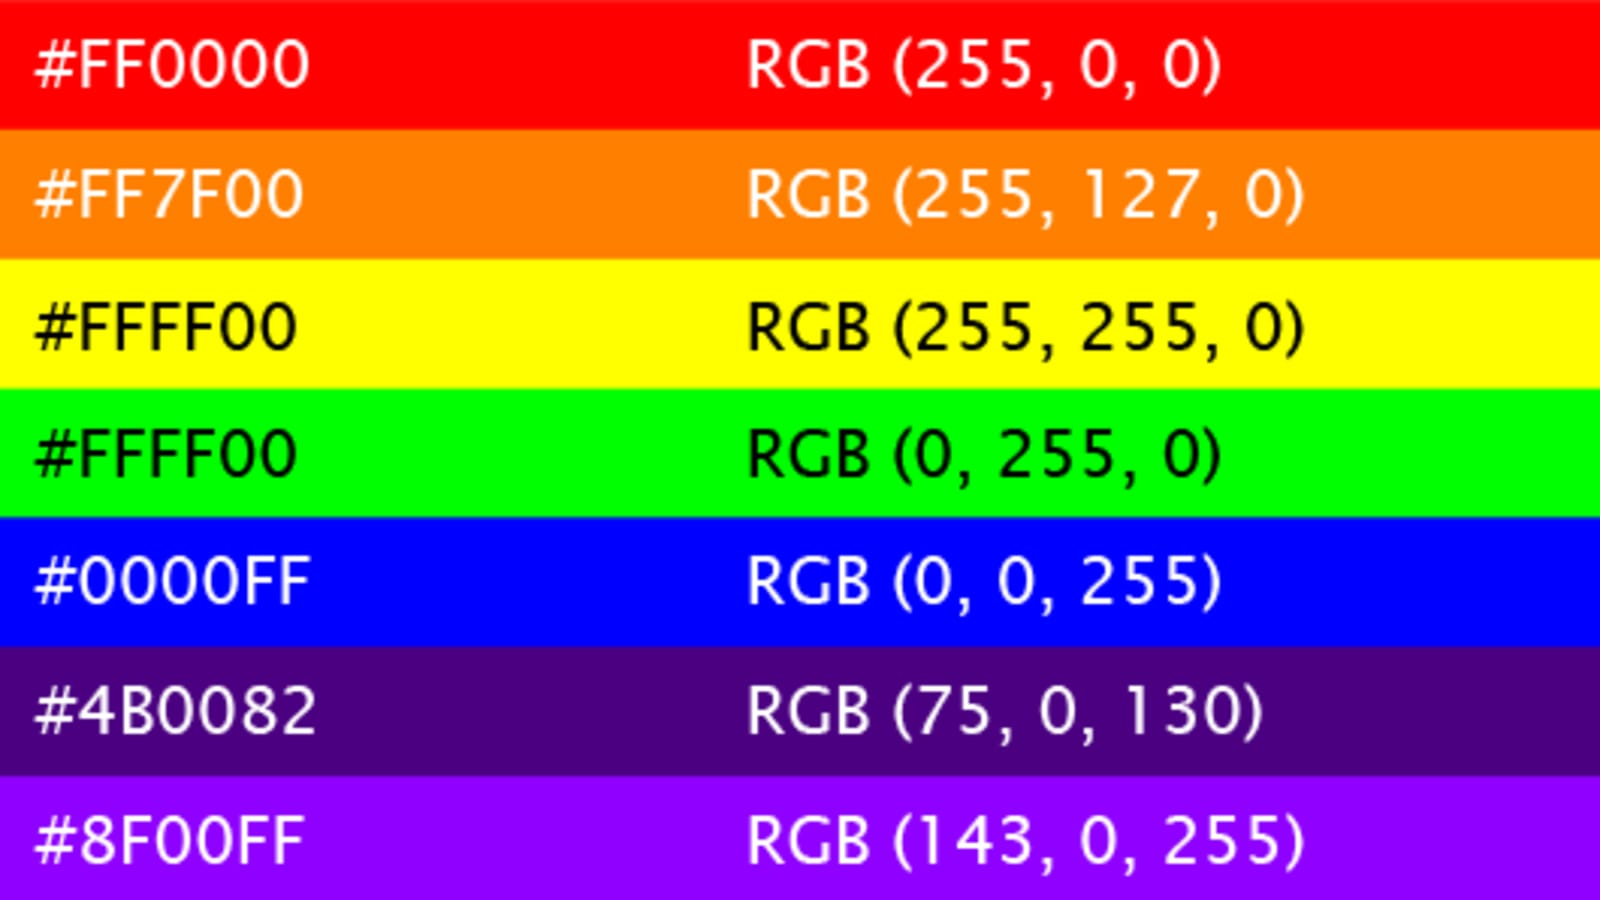 #FF0000 RGB (255, 0, 0)
#FF7F00 RGB (255, 127, 0)
#FFFF00 RGB (255, 255, 0)
#FFFF00 RGB (0, 255, 0)
#0000FF RGB (0, 0, 255)
#4B0082 RGB (75, 0, 130)
#8F00FF RGB (143, 0, 255)